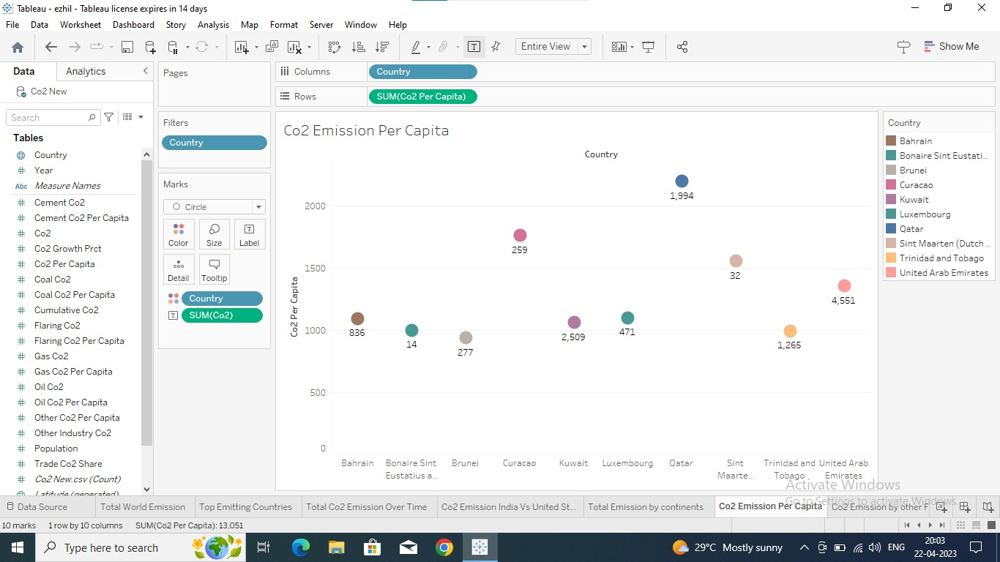 Tableau - ezhil - Tableau license expires in 14 days
File Data Worksheet Dashboard Story Analysis Map Format Server Window Help
Entire View
Show Me
Data Analytics
Co2 New
Search
Tables
Country
Year
Abc Measure Names
Cement Co2
Cement Co2 Per Capita
Co2
Co2 Growth Prct
Co2 Per Capita
Coal Co2
Coal Co2 Per Capita
Cumulative Co2
Flaring Co2
Flaring Co2 Per Capita
Gas Co2
Gas Co2 Per Capita
Oil Co2
Oil Co2 Per Capita
Other Co2 Per Capita
Other Industry Co2
Population
Trade Co2 Share
Co2 New.csv (Count)
Latitude (generated)
Pages
Filters
Country
Marks
Circle
Color Size Label
Detail Tooltip
Country
SUM(Co2)
Columns Country
Rows SUM(Co2 Per Capita)
Co2 Emission Per Capita
Country
Co2 Per Capita
2000
1500
1000
500
0
836
14
277
259
2,509
471
1,994
32
1,265
4,551
Bahrain
Bonaire Sint
Eustatius a..
Brunei
Curacao
Kuwait
Luxembourg
Qatar
Sint
Maarte..
Trinidad and
Tobago
United Arab
Emirates
Country
Bahrain
Bonaire Sint Eustati..
Brunei
Curacao
Kuwait
Luxembourg
Qatar
Sint Maarten (Dutch ..
Trinidad and Tobago
United Arab Emirates
Activate Windows
Go to Settings to activate Windows.
Data Source Total World Emission Top Emitting Countries Total Co2 Emission Over Time Co2 Emission India Vs United St... Total Emission by continents Co2 Emission Per Capita Co2 Emission by other F
10 marks 1 row by 10 columns SUM(Co2 Per Capita): 13,051
Type here to search
29°C Mostly sunny
ENG
20:03
22-04-2023